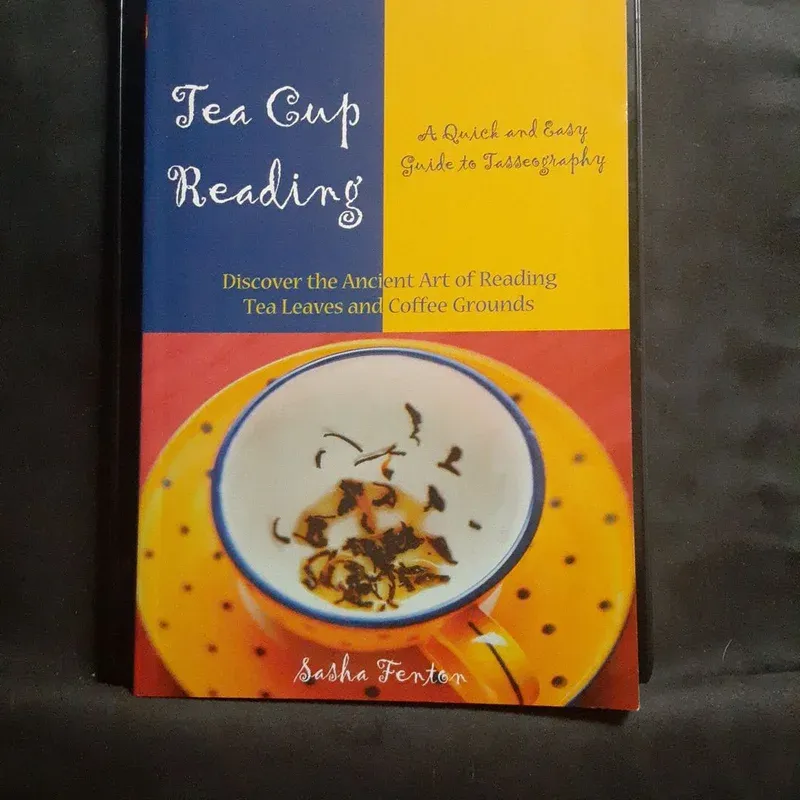 Tea Cup
Reading
A Quick and Easy
Guide to Tasseography
Discover the Ancient Art of Reading
Tea Leaves and Coffee Grounds
Sasha Fenton